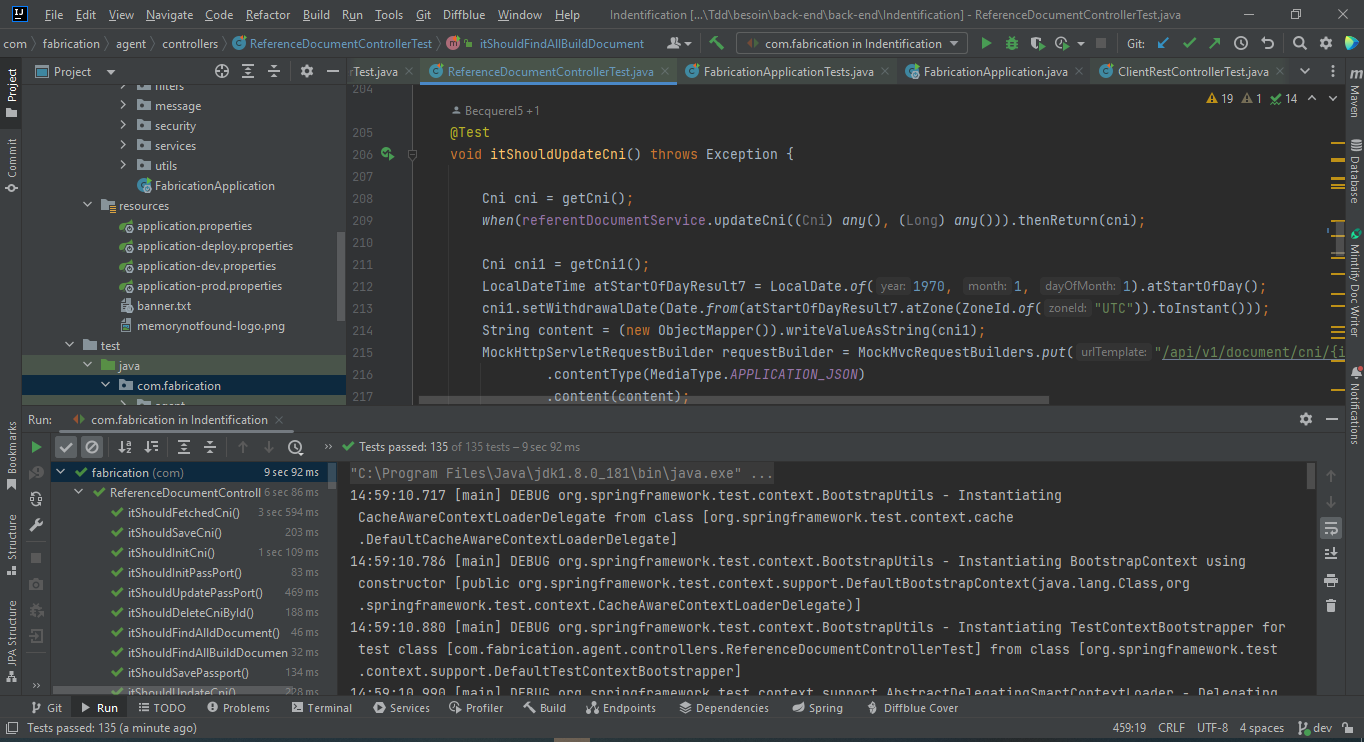 File Edit View Navigate Code Refactor Build Run Tools Git Diffblue Window Help Indentification [...\Tdd\besoin\back-end\back-end\Indentification] - ReferenceDocumentControllerTest.java
com fabrication agent controllers ReferenceDocumentControllerTest itShouldFindAllBuildDocument com.fabrication in Indentification Git:
Project
rTest.java ReferenceDocumentControllerTest.java FabricationApplicationTests.java FabricationApplication.java ClientRestControllerTest.java
filters
message
security
services
utils
FabricationApplication
resources
application.properties
application-deploy.properties
application-dev.properties
application-prod.properties
banner.txt
memorynotfound-logo.png
test
java
com.fabrication
agent
19 1 14
204
Becquerel5 +1
205 @Test
206 void itShouldUpdateCni() throws Exception {
207
208 Cni cni = getCni();
209 when(referentDocumentService.updateCni((Cni) any(), (Long) any())).thenReturn(cni);
210
211 Cni cni1 = getCni1();
212 LocalDateTime atStartOfDayResult7 = LocalDate.of( year: 1970, month: 1, dayOfMonth: 1).atStartOfDay();
213 cni1.setWithdrawalDate(Date.from(atStartOfDayResult7.atZone(ZoneId.of( zoneId: "UTC")).toInstant()));
214 String content = (new ObjectMapper()).writeValueAsString(cni1);
215 MockHttpServletRequestBuilder requestBuilder = MockMvcRequestBuilders.put( urlTemplate: "/api/v1/document/cni/{i
216 .contentType(MediaType.APPLICATION_JSON)
217 .content(content);
Project
Commit
Bookmarks
Structure
JPA Structure
Maven
Database
Mintlify Doc Writer
Notifications
Run: com.fabrication in Indentification
Tests passed: 135 of 135 tests – 9 sec 92 ms
fabrication (com) 9 sec 92 ms
ReferenceDocumentControll 6 sec 86 ms
itShouldFetchedCni() 3 sec 594 ms
itShouldSaveCni() 203 ms
itShouldInitCni() 1 sec 109 ms
itShouldInitPassPort() 83 ms
itShouldUpdatePassPort() 469 ms
itShouldDeleteCniById() 188 ms
itShouldFindAlldDocument() 46 ms
itShouldFindAllBuildDocumen 32 ms
itShouldSavePassport() 134 ms
itShouldUpdateCni() 228 ms
"C:\Program Files\Java\jdk1.8.0_181\bin\java.exe" ...
14:59:10.717 [main] DEBUG org.springframework.test.context.BootstrapUtils - Instantiating
CacheAwareContextLoaderDelegate from class [org.springframework.test.context.cache
.DefaultCacheAwareContextLoaderDelegate]
14:59:10.786 [main] DEBUG org.springframework.test.context.BootstrapUtils - Instantiating BootstrapContext using
constructor [public org.springframework.test.context.support.DefaultBootstrapContext(java.lang.Class,org
.springframework.test.context.CacheAwareContextLoaderDelegate)]
14:59:10.880 [main] DEBUG org.springframework.test.context.BootstrapUtils - Instantiating TestContextBootstrapper for
test class [com.fabrication.agent.controllers.ReferenceDocumentControllerTest] from class [org.springframework.test
.context.support.DefaultTestContextBootstrapper]
14:59:10.990 [main] DEBUG org.springframework.test.context.support.AbstractDelegatingSmartContextLoader - Delegating
Git Run TODO Problems Terminal Services Profiler Build Endpoints Dependencies Spring Diffblue Cover
Tests passed: 135 (a minute ago) 459:19 CRLF UTF-8 4 spaces dev